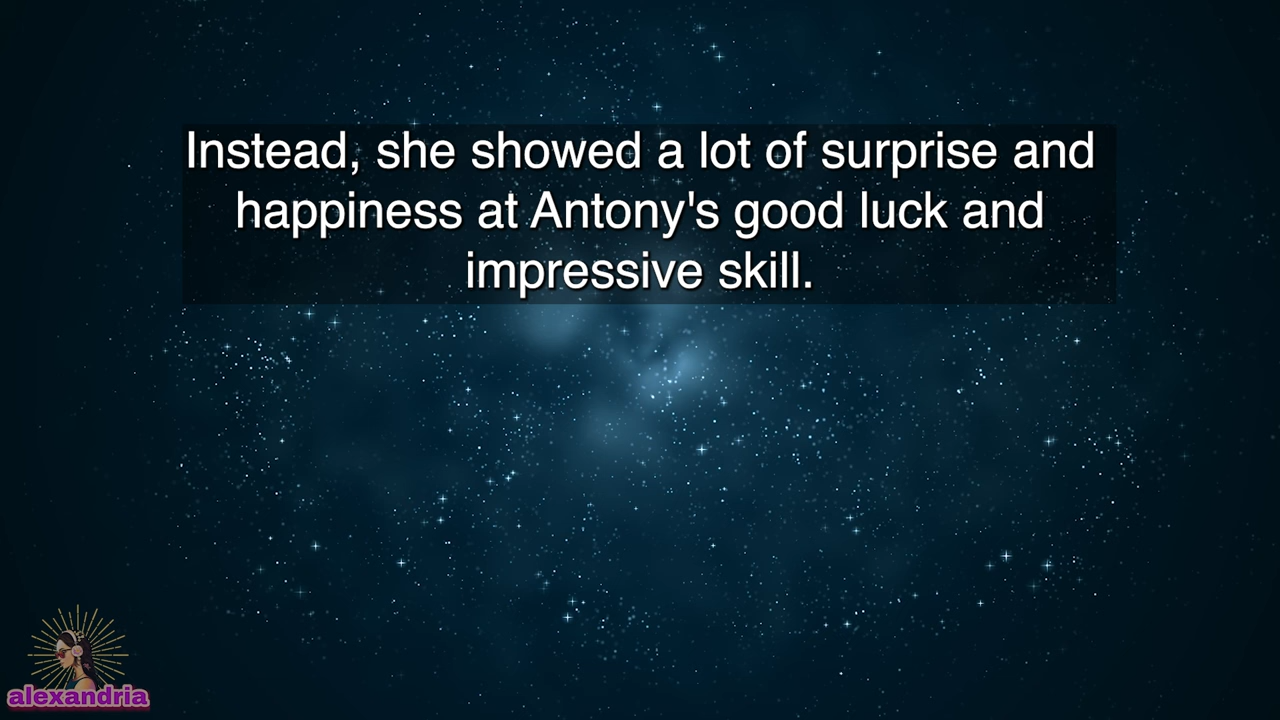 Instead, she showed a lot of surprise and
happiness at Antony's good luck and
impressive skill.
alexandria